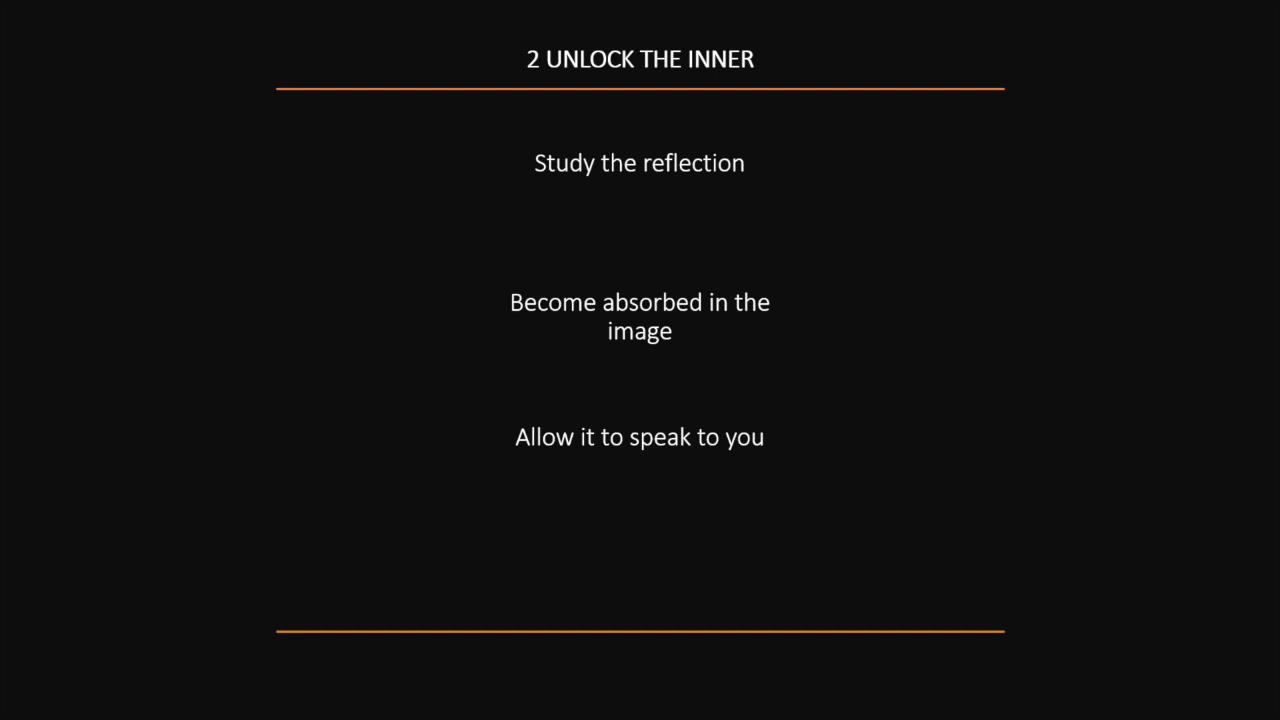 2 UNLOCK THE INNER
Study the reflection
Become absorbed in the
image
Allow it to speak to you